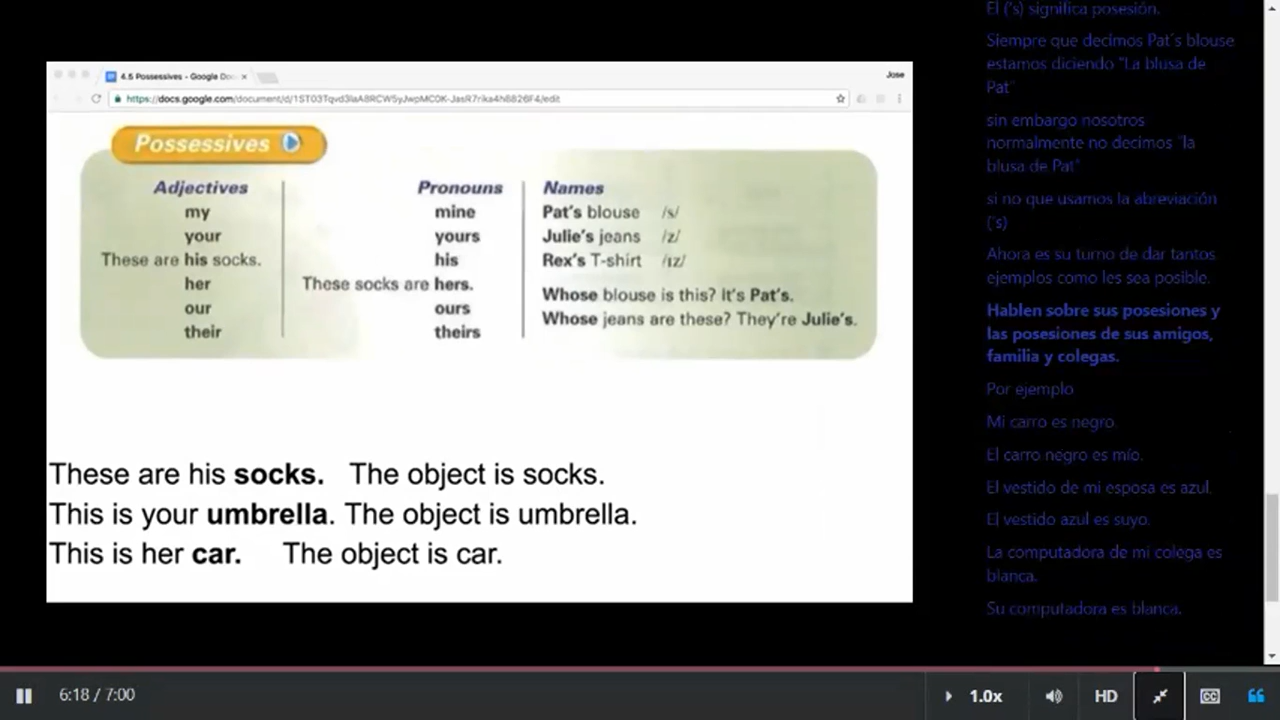 4.5 Possessives - Google Do
Jose
Possessives
Adjectives
my
your
These are his socks.
her
our
their
Pronouns
mine
yours
his
These socks are hers.
ours
theirs
Names
Pat's blouse /s/
Julie's jeans /z/
Rex's T-shirt /ɪz/
Whose blouse is this? It's Pat's.
Whose jeans are these? They're Julie's.
These are his socks. The object is socks.
This is your umbrella. The object is umbrella.
This is her car. The object is car.
El ('s) significa posesión.
Siempre que decimos Pat´s blouse
estamos diciendo "La blusa de
Pat"
sin embargo nosotros
normalmente no decimos "la
blusa de Pat"
si no que usamos la abreviación
(´s)
Ahora es su turno de dar tantos
ejemplos como les sea posible.
Hablen sobre sus posesiones y
las posesiones de sus amigos,
familia y colegas.
Por ejemplo
Mi carro es negro.
El carro negro es mío.
El vestido de mi esposa es azul.
El vestido azul es suyo.
La computadora de mi colega es
blanca.
Su computadora es blanca.
6:18 / 7:00
1.0x
HD
CC